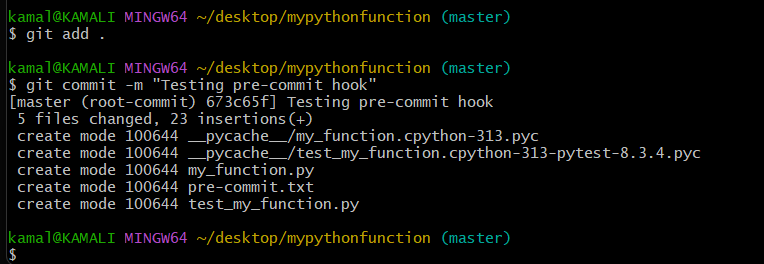 kamal@KAMALI MINGW64 ~/desktop/mypythonfunction (master)
$ git add .
kamal@KAMALI MINGW64 ~/desktop/mypythonfunction (master)
$ git commit -m "Testing pre-commit hook"
[master (root-commit) 673c65f] Testing pre-commit hook
 5 files changed, 23 insertions(+)
 create mode 100644 __pycache__/my_function.cpython-313.pyc
 create mode 100644 __pycache__/test_my_function.cpython-313-pytest-8.3.4.pyc
 create mode 100644 my_function.py
 create mode 100644 pre-commit.txt
 create mode 100644 test_my_function.py
kamal@KAMALI MINGW64 ~/desktop/mypythonfunction (master)
$